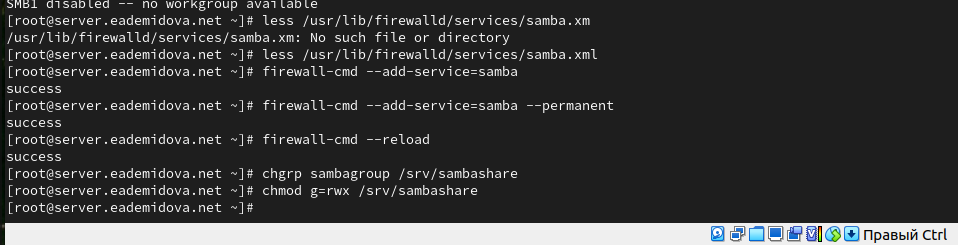 SMB1 disabled -- no workgroup available
[root@server.eademidova.net ~]# less /usr/lib/firewalld/services/samba.xm
/usr/lib/firewalld/services/samba.xm: No such file or directory
[root@server.eademidova.net ~]# less /usr/lib/firewalld/services/samba.xml
[root@server.eademidova.net ~]# firewall-cmd --add-service=samba
success
[root@server.eademidova.net ~]# firewall-cmd --add-service=samba --permanent
success
[root@server.eademidova.net ~]# firewall-cmd --reload
success
[root@server.eademidova.net ~]# chgrp sambagroup /srv/sambashare
[root@server.eademidova.net ~]# chmod g=rwx /srv/sambashare
[root@server.eademidova.net ~]#
Правый Ctrl